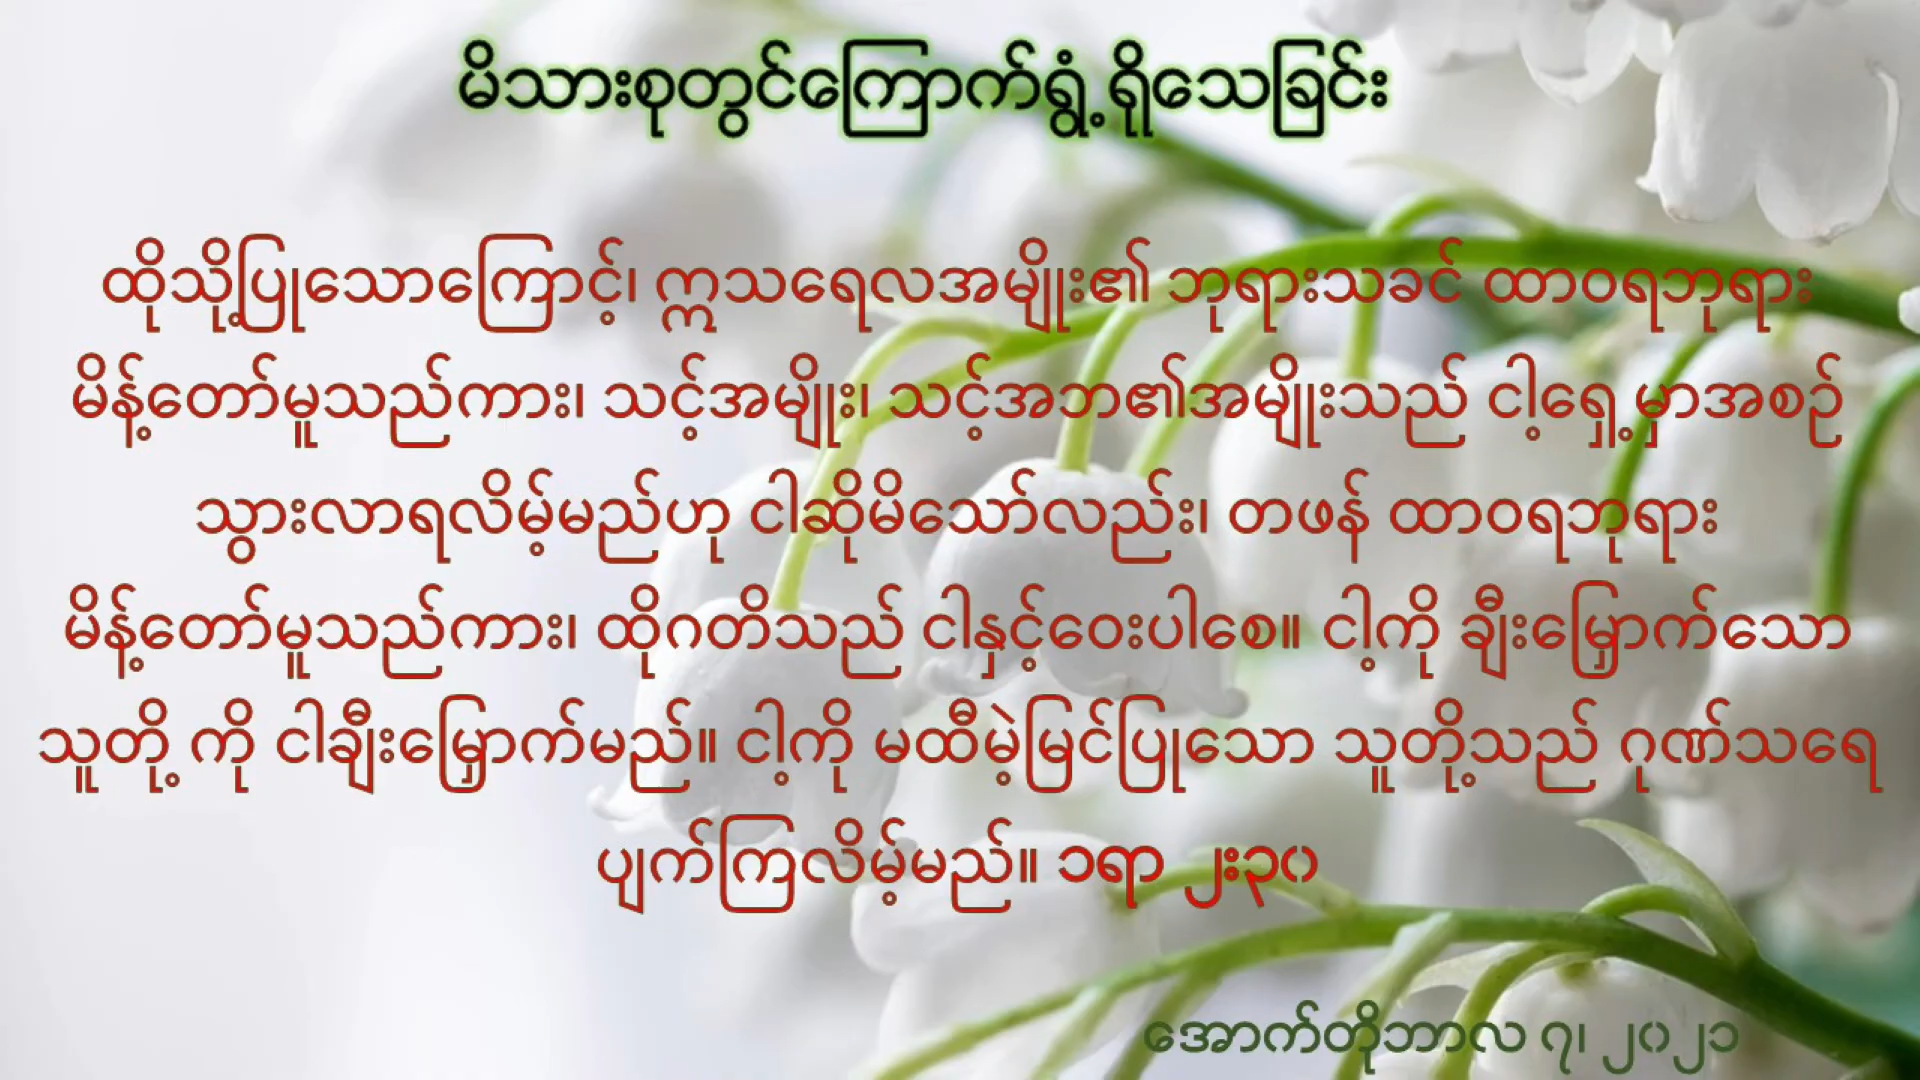 မိသားစုတွင်ကြောက်ရွံ့ရိုသေခြင်း
ထိုသို့ပြုသောကြောင့်၊ ဣသရေလအမျိုး၏ ဘုရားသခင် ထာဝရဘုရား
မိန့်တော်မူသည်ကား၊ သင့်အမျိုး၊ သင့်အဘ၏အမျိုးသည် ငါ့ရှေ့မှာအစဉ်
သွားလာရလိမ့်မည်ဟု ငါဆိုမိသော်လည်း၊ တဖန် ထာဝရဘုရား
မိန့်တော်မူသည်ကား၊ ထိုဂတိသည် ငါနှင့်ဝေးပါစေ။ ငါ့ကို ချီးမြှောက်သော
သူတို့ ကို ငါချီးမြှောက်မည်။ ငါ့ကို မထီမဲ့မြင်ပြုသော သူတို့သည် ဂုဏ်သရေ
ပျက်ကြလိမ့်မည်။ ၁ရာ ၂း၃၀
အောက်တိုဘာလ ၇၊ ၂၀၂၁